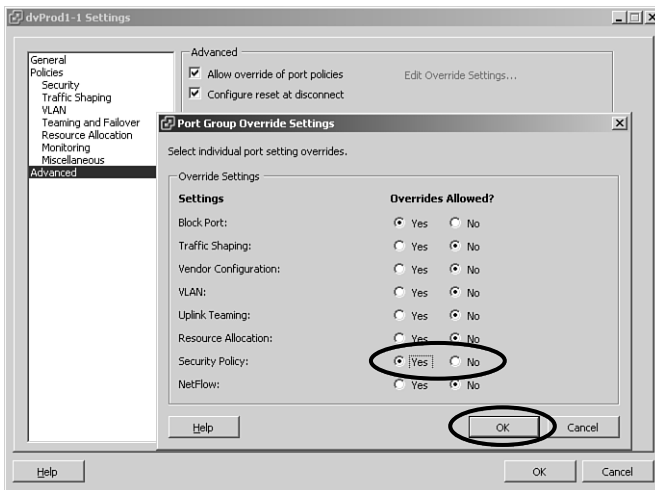 dvProd1-1 Settings
General
Policies
Security
Traffic Shaping
VLAN
Teaming and Failover
Resource Allocation
Monitoring
Miscellaneous
Advanced
Advanced
Allow override of port policies
Edit Override Settings...
Configure reset at disconnect
Port Group Override Settings
Select individual port setting overrides.
Override Settings
Settings Overrides Allowed?
Block Port: Yes No
Traffic Shaping: Yes No
Vendor Configuration: Yes No
VLAN: Yes No
Uplink Teaming: Yes No
Resource Allocation: Yes No
Security Policy: Yes No
NetFlow: Yes No
Help OK Cancel
Help OK Cancel